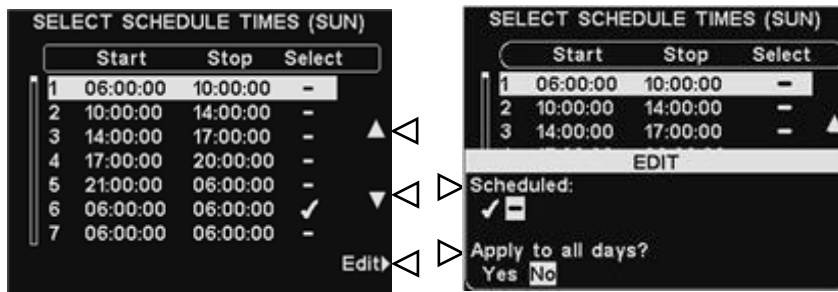 SELECT SCHEDULE TIMES (SUN)
Start Stop Select
1 06:00:00 10:00:00 –
2 10:00:00 14:00:00 –
3 14:00:00 17:00:00 –
4 17:00:00 20:00:00 –
5 21:00:00 06:00:00 –
6 06:00:00 06:00:00 ✓
7 06:00:00 06:00:00 –
Edit
SELECT SCHEDULE TIMES (SUN)
Start Stop Select
1 06:00:00 10:00:00 –
2 10:00:00 14:00:00 –
3 14:00:00 17:00:00 –
EDIT
Scheduled:
✓ –
Apply to all days?
Yes No